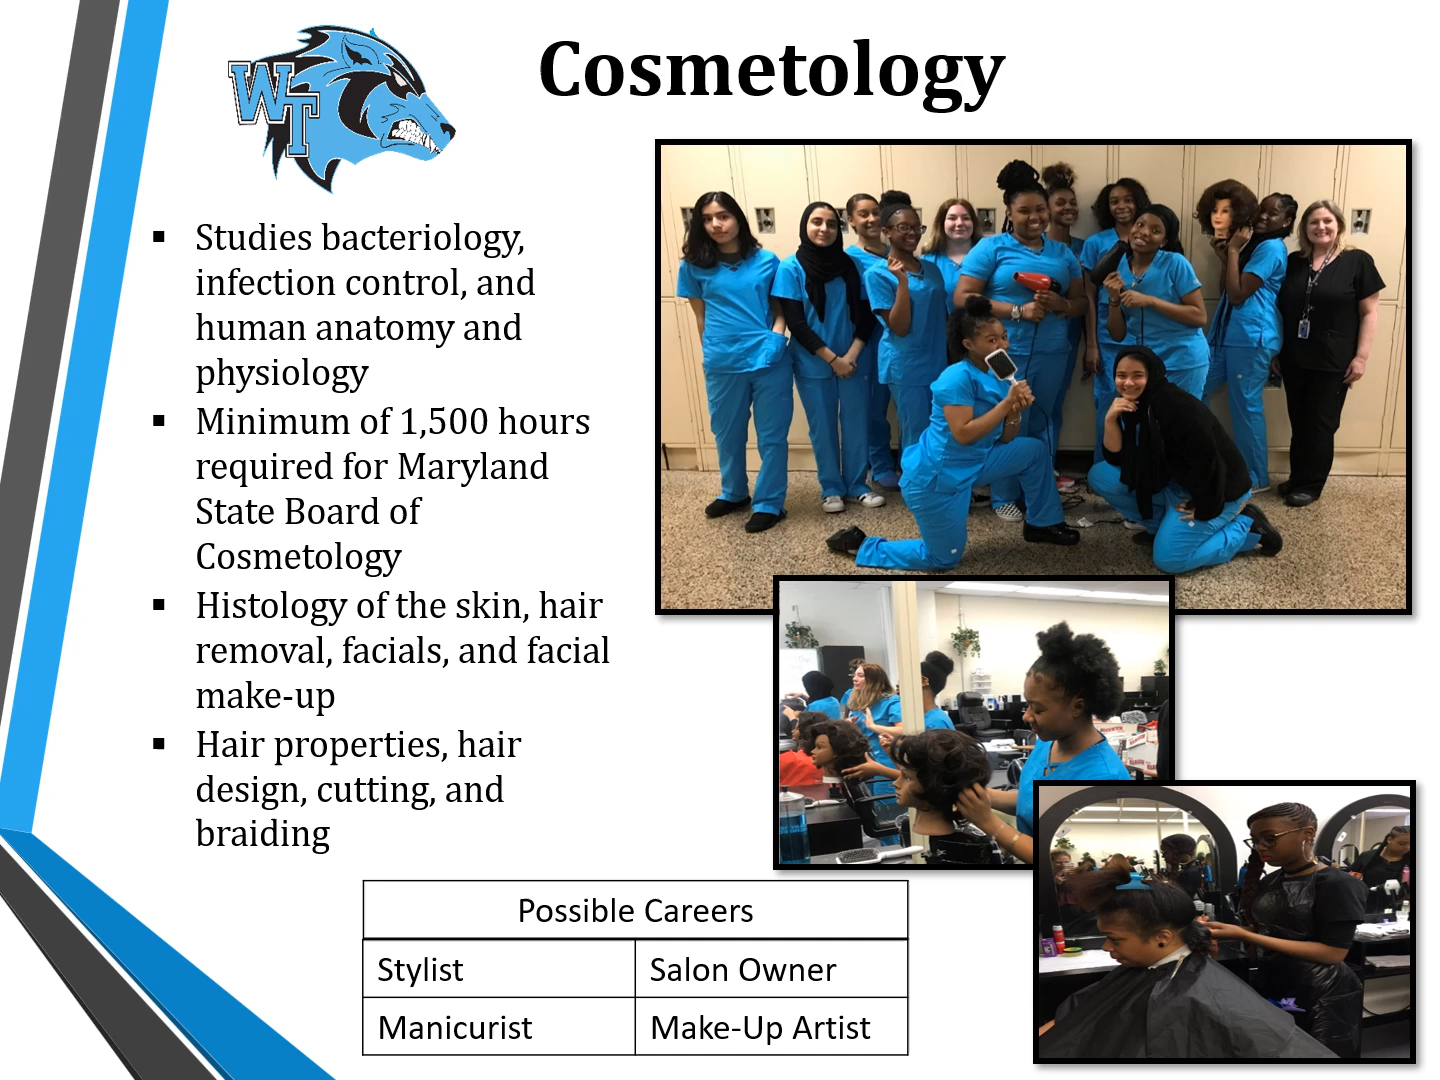 WT
Cosmetology
▪ Studies bacteriology,
infection control, and
human anatomy and
physiology
▪ Minimum of 1,500 hours
required for Maryland
State Board of
Cosmetology
▪ Histology of the skin, hair
removal, facials, and facial
make-up
▪ Hair properties, hair
design, cutting, and
braiding
Possible Careers
Stylist Salon Owner
Manicurist Make-Up Artist